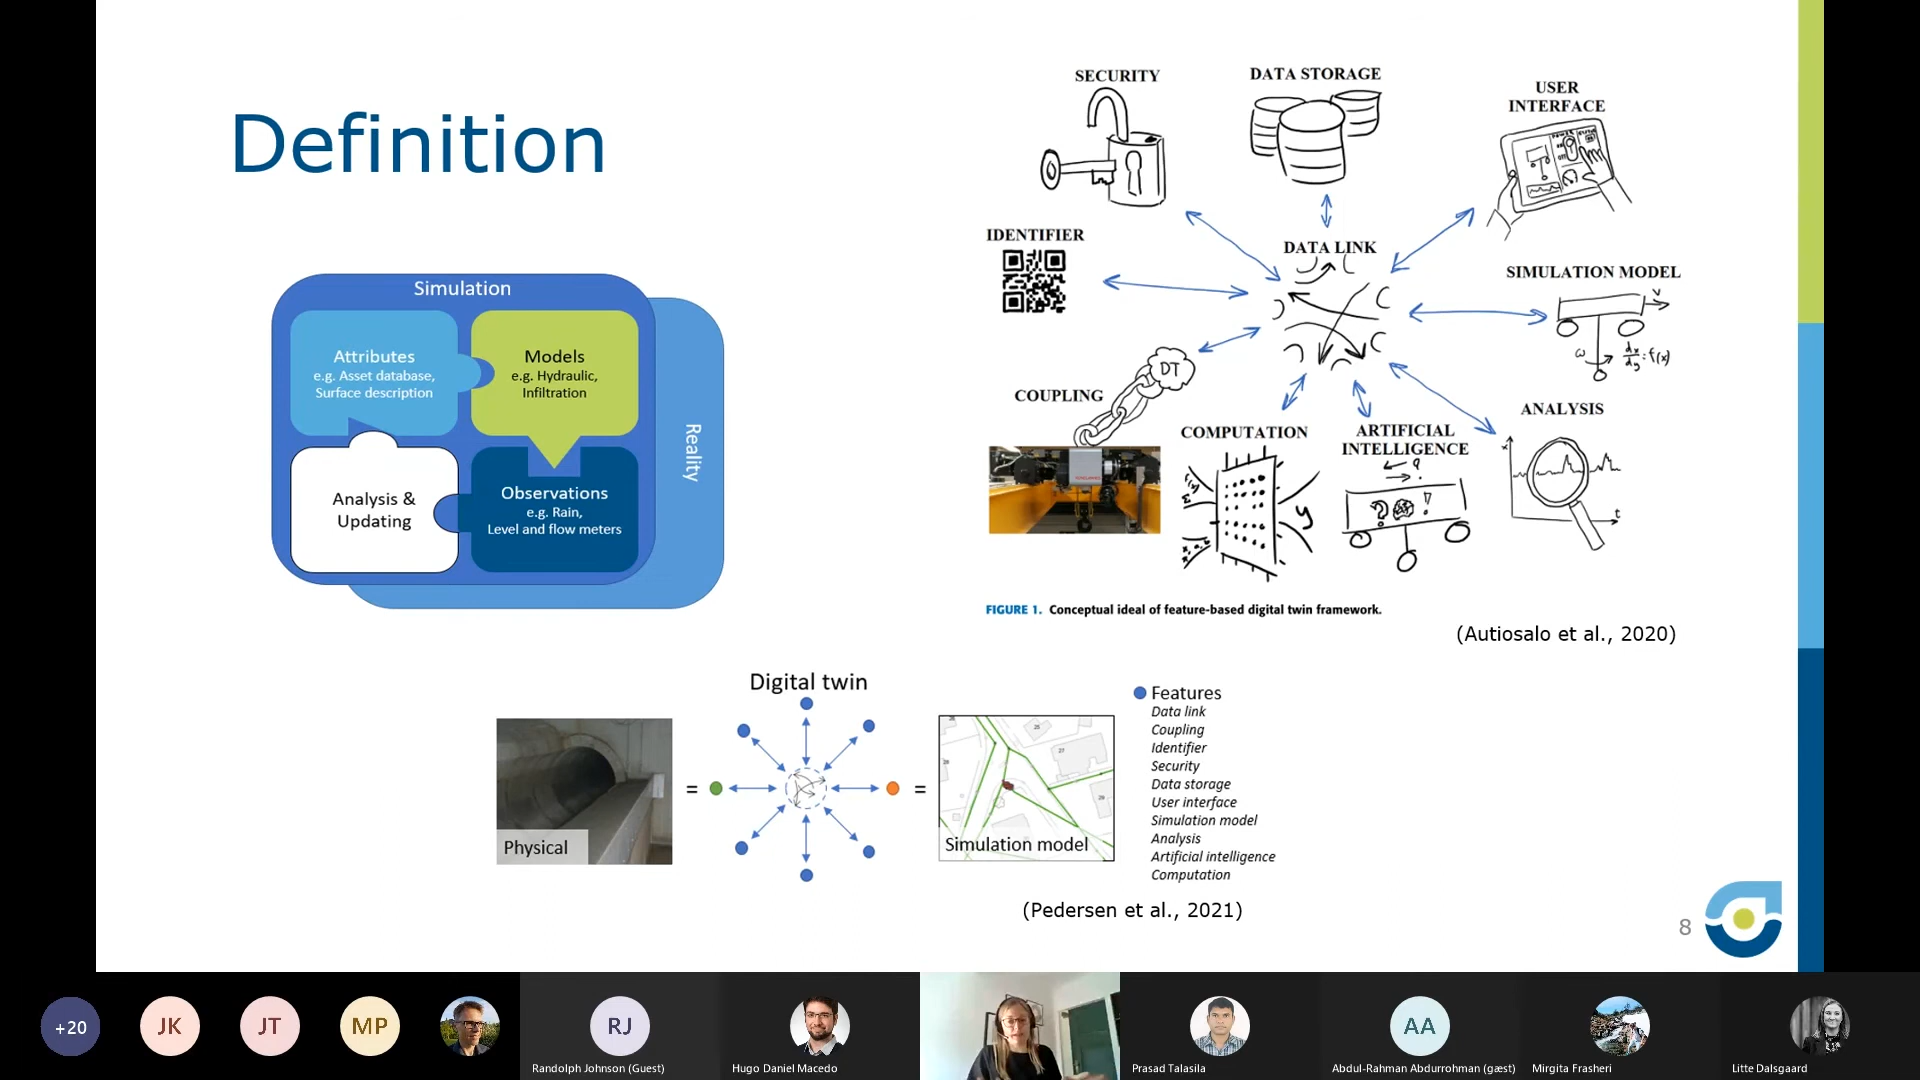 Definition
Simulation
Attributes
e.g. Asset database,
Surface description
Models
e.g. Hydraulic,
Infiltration
Analysis &
Updating
Observations
e.g. Rain,
Level and flow meters
Reality
SECURITY
DATA STORAGE
USER
INTERFACE
IDENTIFIER
DATA LINK
SIMULATION MODEL
v
ω
dx
dy
= f(x)
COUPLING
DT
COMPUTATION
y
ARTIFICIAL
INTELLIGENCE
?
? !
ANALYSIS
x
t
FIGURE 1. Conceptual ideal of feature-based digital twin framework.
(Autiosalo et al., 2020)
Digital twin
Physical
=
=
Simulation model
Features
Data link
Coupling
Identifier
Security
Data storage
User interface
Simulation model
Analysis
Artificial intelligence
Computation
(Pedersen et al., 2021)
8
+20
JK
JT
MP
RJ
Randolph Johnson (Guest)
Hugo Daniel Macedo
Prasad Talasila
AA
Abdul-Rahman Abdurrohman (gæst)
Mirgita Frasheri
Litte Dalsgaard